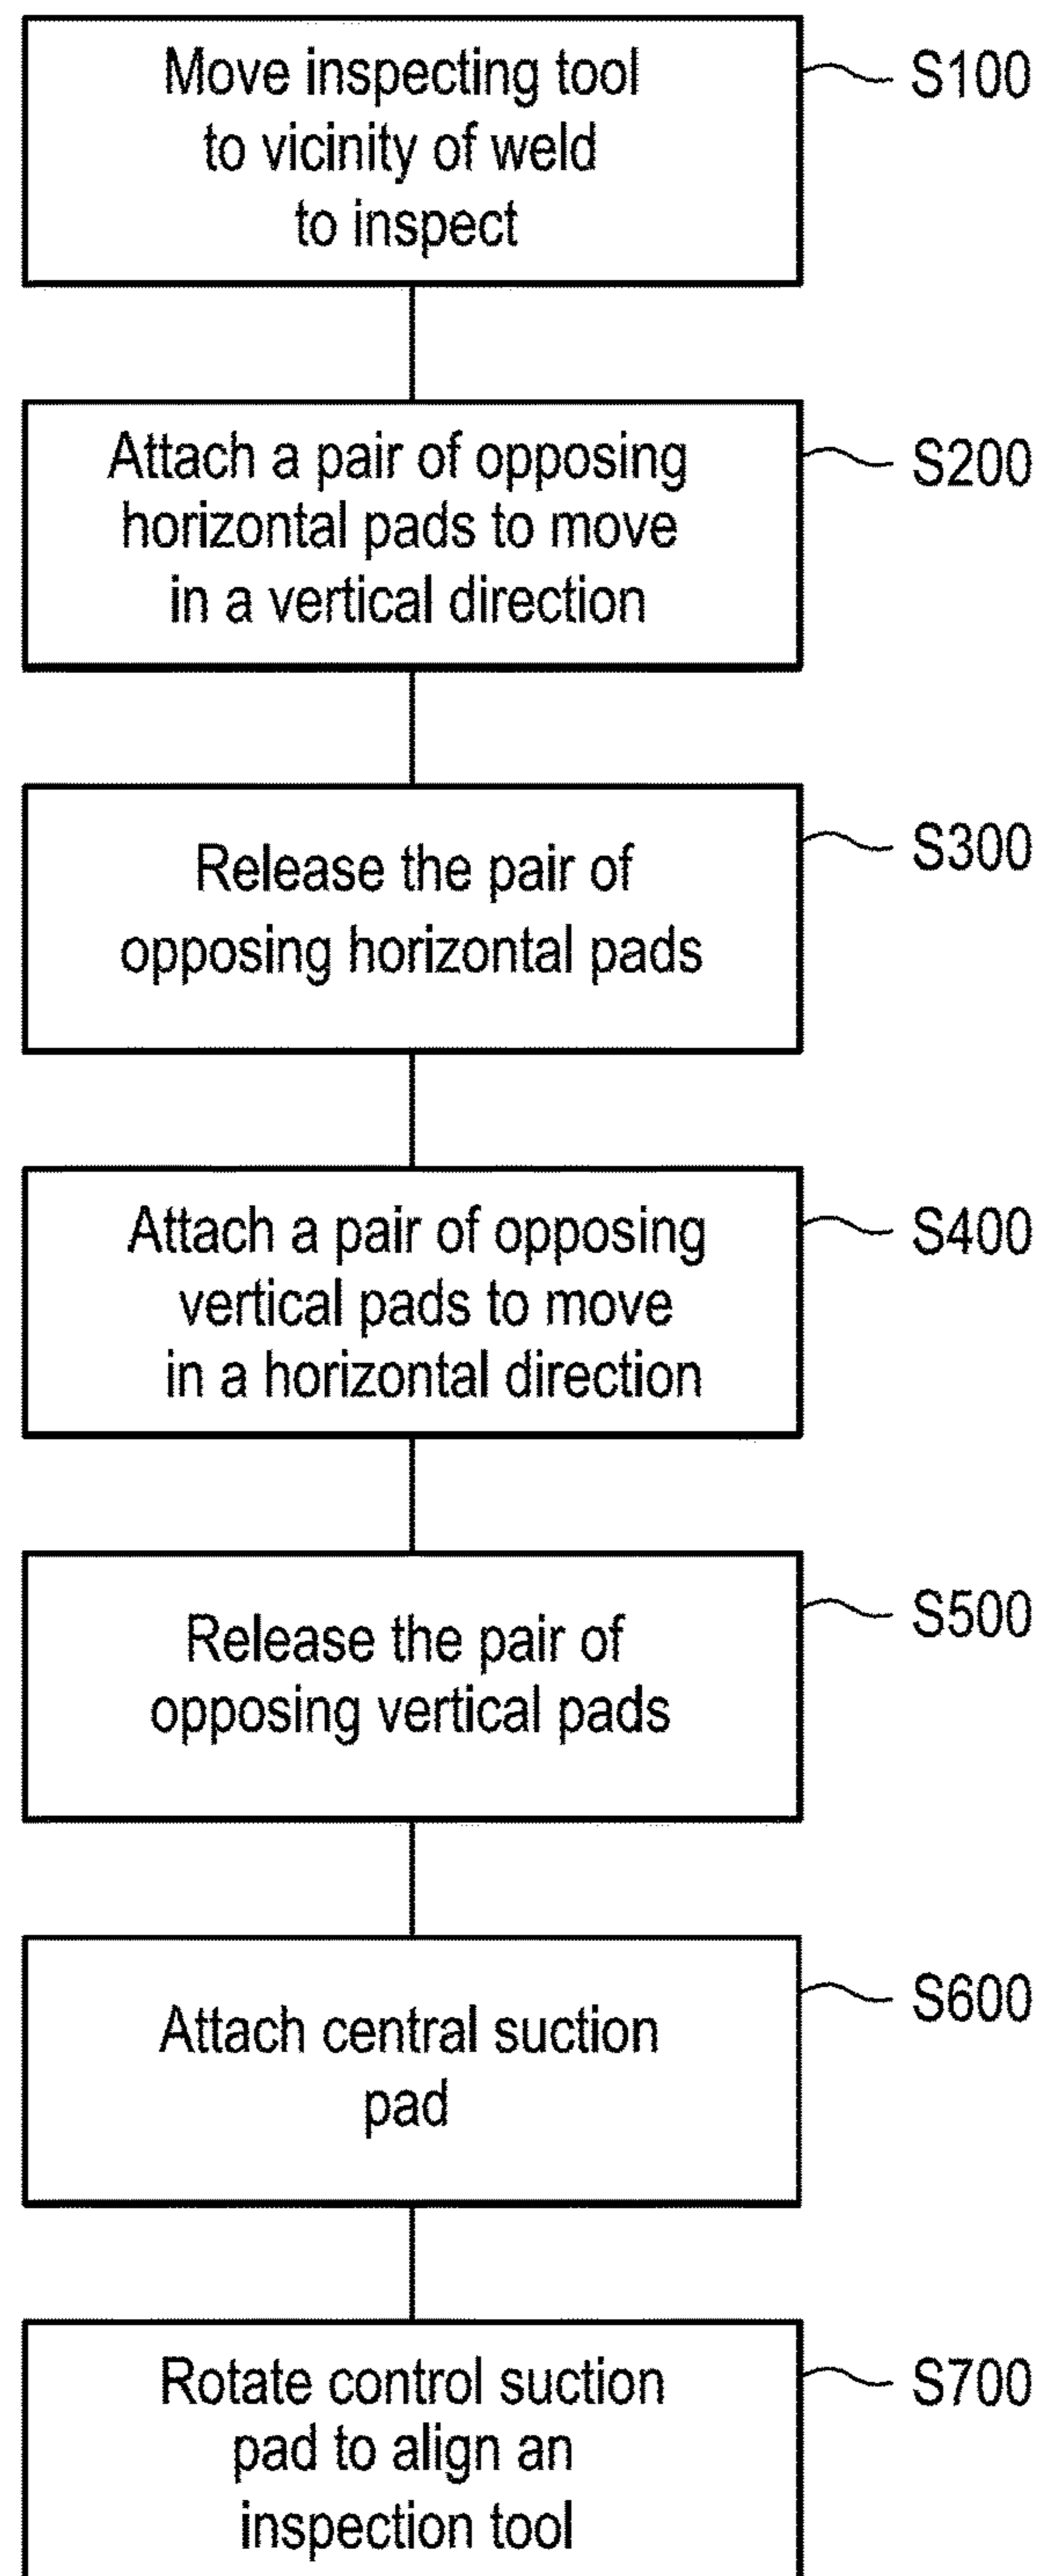 Move inspecting tool
to vicinity of weld
to inspect
S100
Attach a pair of opposing
horizontal pads to move
in a vertical direction
S200
Release the pair of
opposing horizontal pads
S300
Attach a pair of opposing
vertical pads to move
in a horizontal direction
S400
Release the pair of
opposing vertical pads
S500
Attach central suction
pad
S600
Rotate control suction
pad to align an
inspection tool
S700